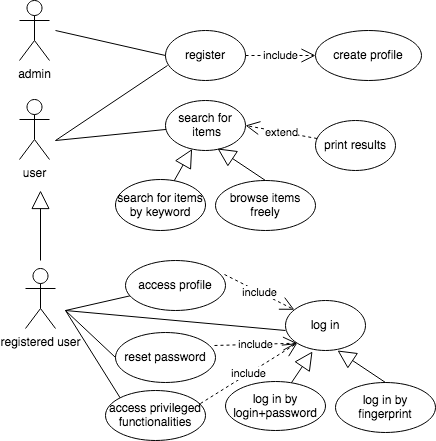 admin
register
include
create profile
user
search for
items
extend
print results
search for items
by keyword
browse items
freely
access profile
include
registered user
log in
reset password
include
include
access privileged
functionalities
log in by
login+password
log in by
fingerprint